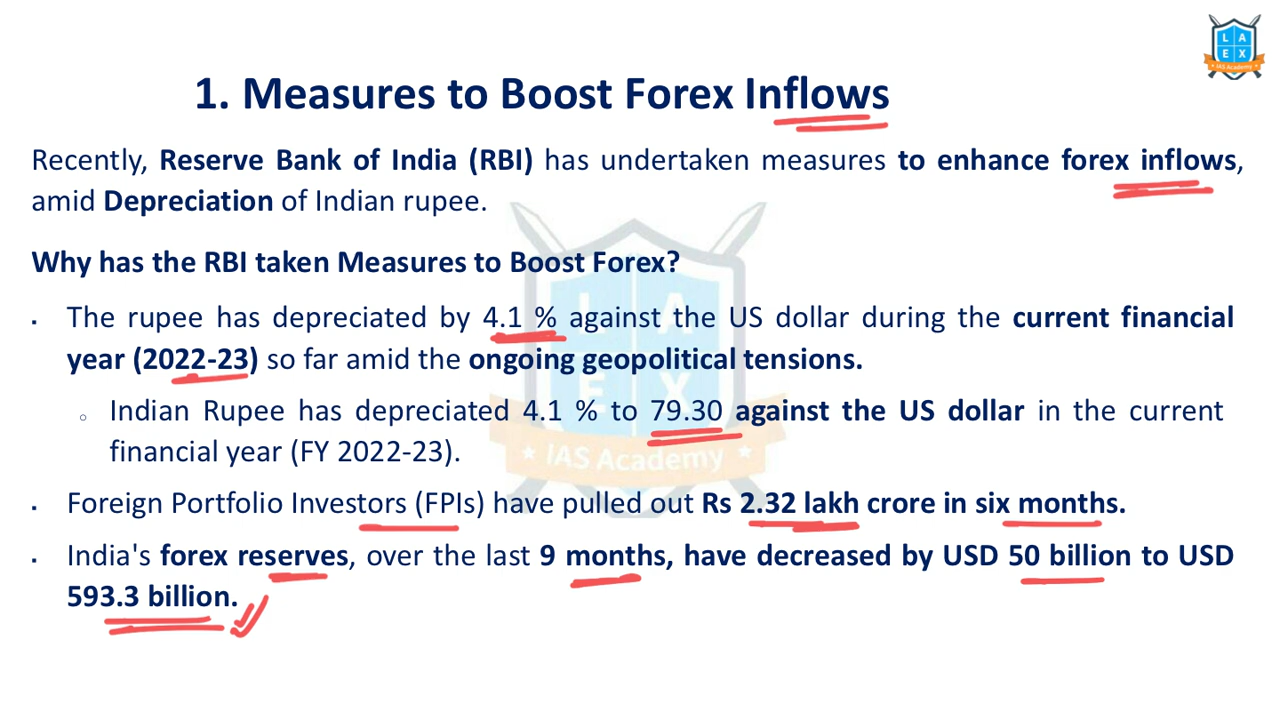 L A
E X
IAS Academy
1. Measures to Boost Forex Inflows
Recently, Reserve Bank of India (RBI) has undertaken measures to enhance forex inflows,
amid Depreciation of Indian rupee.
Why has the RBI taken Measures to Boost Forex?
▪ The rupee has depreciated by 4.1 % against the US dollar during the current financial
year (2022-23) so far amid the ongoing geopolitical tensions.
○ Indian Rupee has depreciated 4.1 % to 79.30 against the US dollar in the current
financial year (FY 2022-23).
▪ Foreign Portfolio Investors (FPIs) have pulled out Rs 2.32 lakh crore in six months.
▪ India's forex reserves, over the last 9 months, have decreased by USD 50 billion to USD
593.3 billion.
L A
E X
IAS Academy